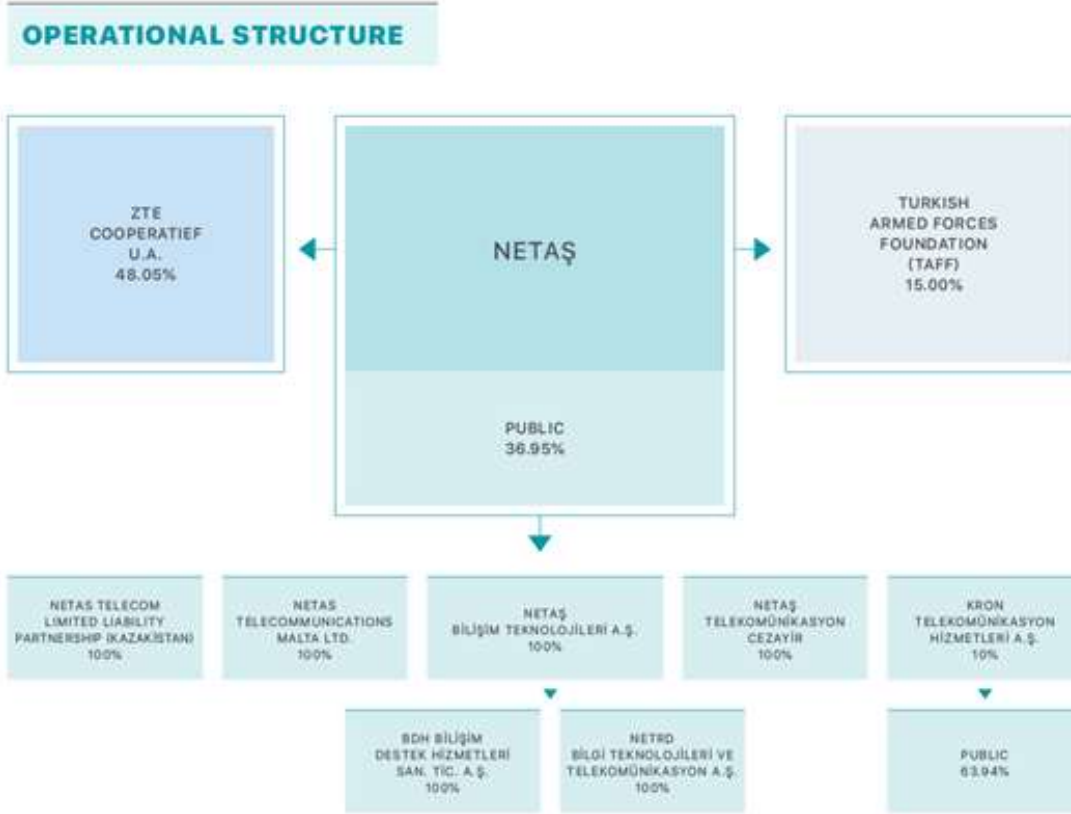 OPERATIONAL STRUCTURE
ZTE
COOPERATIEF
U.A.
48.05%
NETAŞ
PUBLIC
36.95%
TURKISH
ARMED FORCES
FOUNDATION
(TAFF)
15.00%
NETAS TELECOM
LIMITED LIABILITY
PARTNERSHIP (KAZAKİSTAN)
100%
NETAS
TELECOMMUNICATIONS
MALTA LTD.
100%
NETAŞ
BİLİŞİM TEKNOLOJİLERİ A.Ş.
100%
NETAŞ
TELEKOMÜNİKASYON
CEZAYİR
100%
KRON
TELEKOMÜNİKASYON
HİZMETLERİ A.Ş.
10%
BDH BİLİŞİM
DESTEK HİZMETLERİ
SAN. TİC. A.Ş.
100%
NETRD
BİLGİ TEKNOLOJİLERİ VE
TELEKOMÜNİKASYON A.Ş.
100%
PUBLIC
63.94%